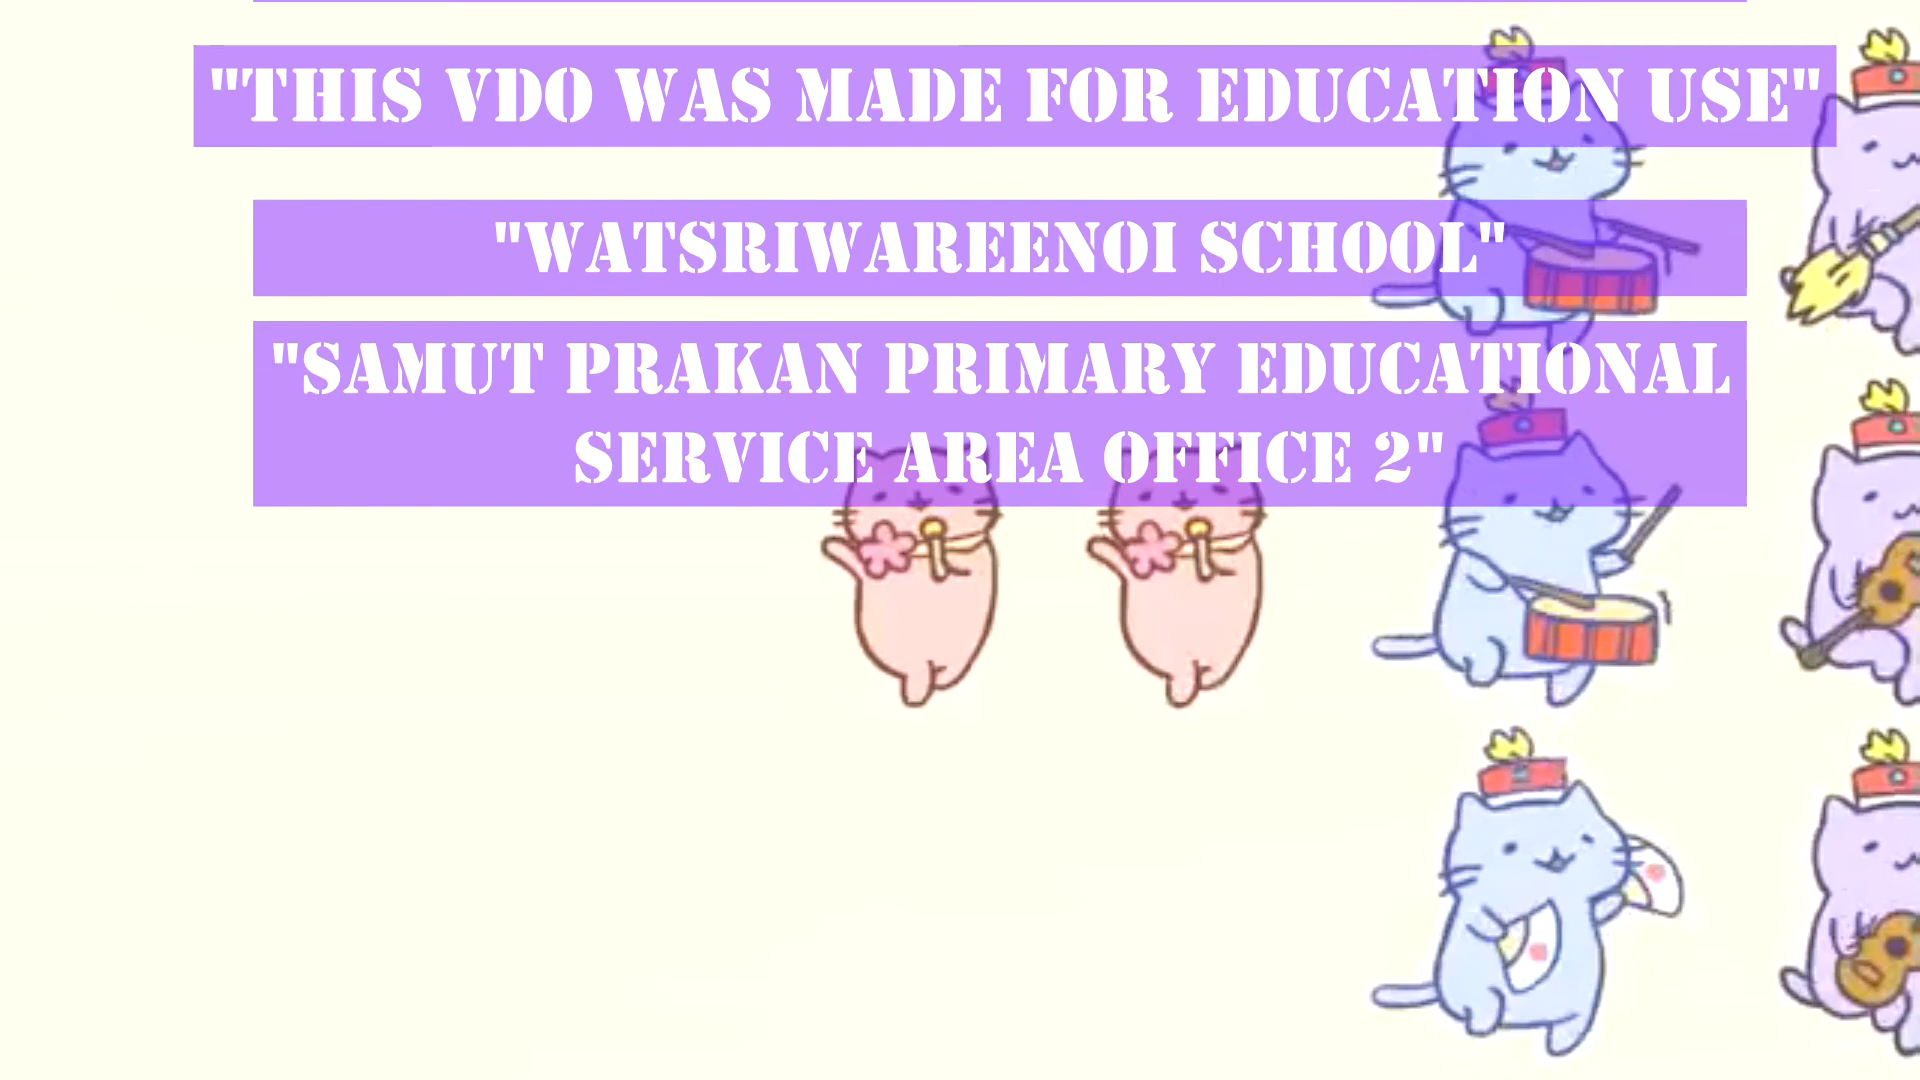 "THIS VDO WAS MADE FOR EDUCATION USE"
"WATSRIWAREENOI SCHOOL"
"SAMUT PRAKAN PRIMARY EDUCATIONAL
SERVICE AREA OFFICE 2"